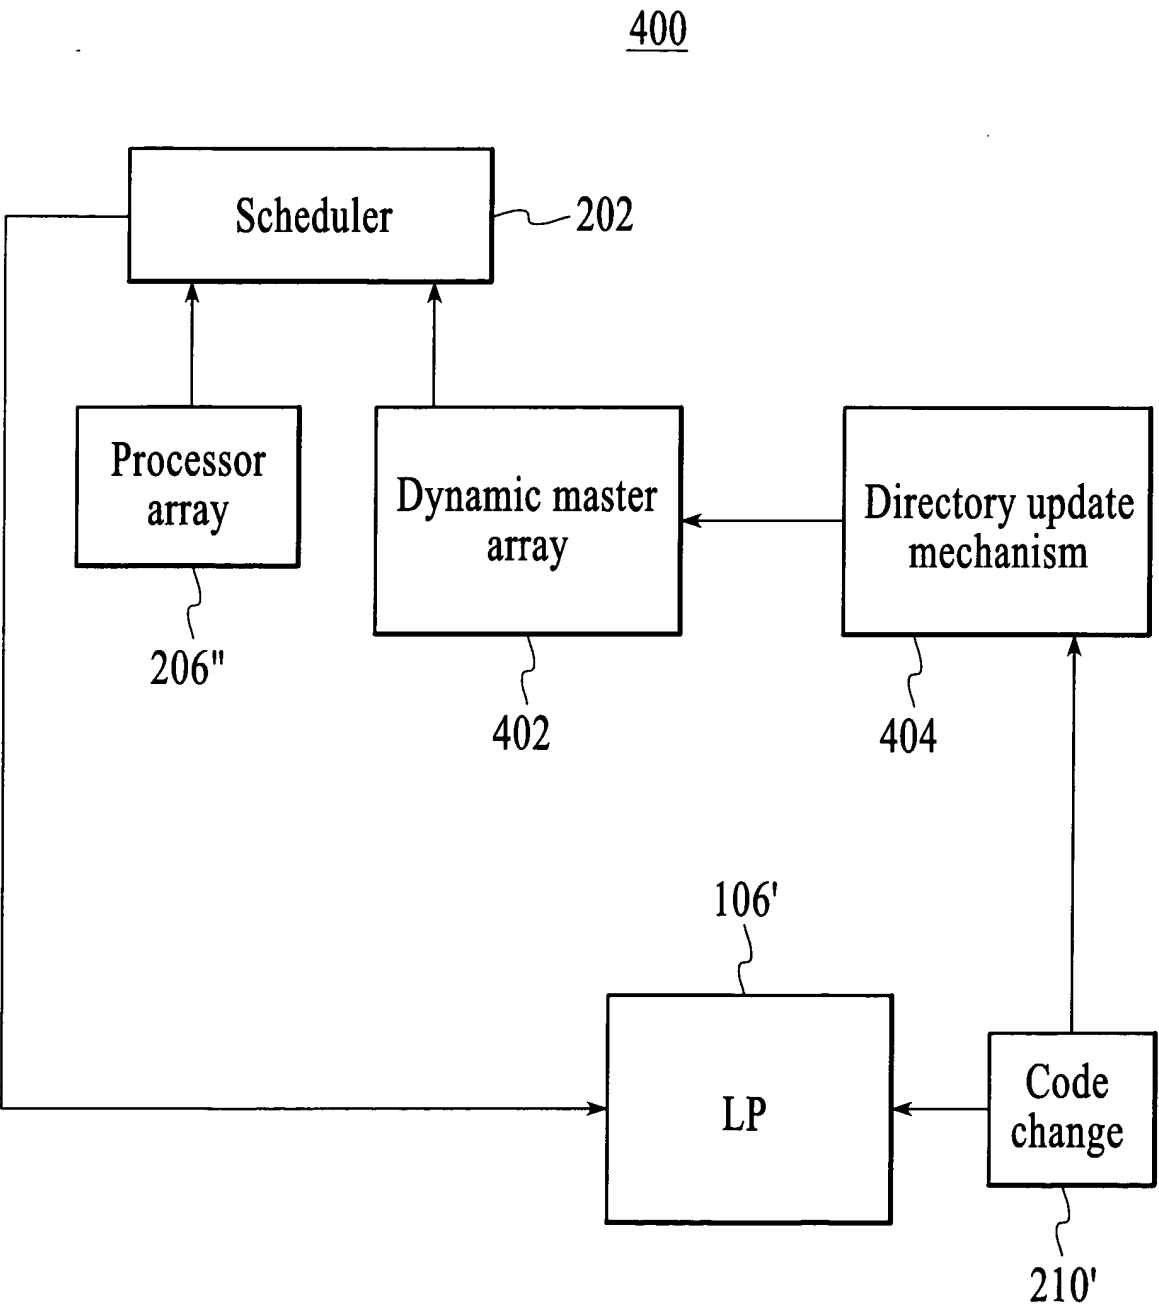 400
Scheduler
202
Processor
array
206"
Dynamic master
array
402
Directory update
mechanism
404
106'
LP
Code
change
210'